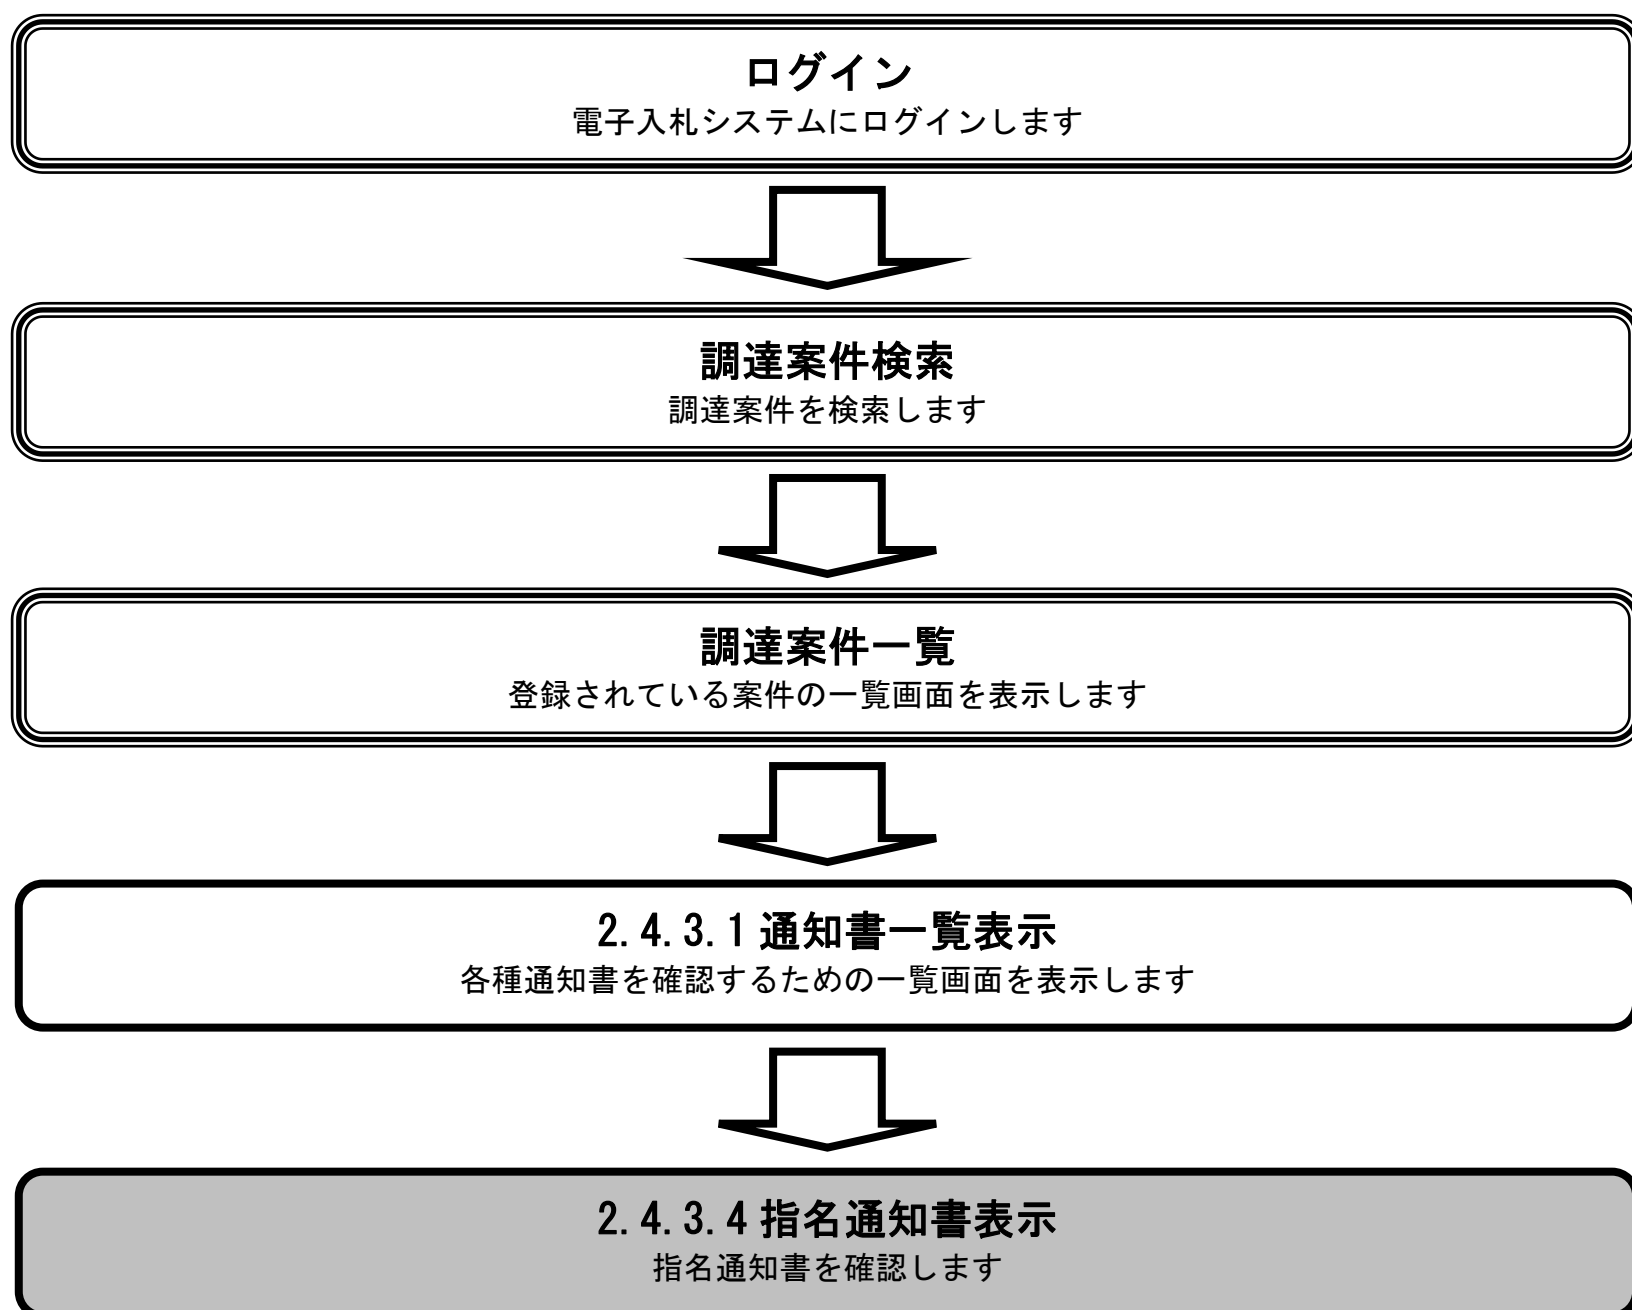 ログイン
電子入札システムにログインします
調達案件検索
調達案件を検索します
調達案件一覧
登録されている案件の一覧画面を表示します
2.4.3.1 通知書一覧表示
各種通知書を確認するための一覧画面を表示します
2.4.3.4 指名通知書表示
指名通知書を確認します